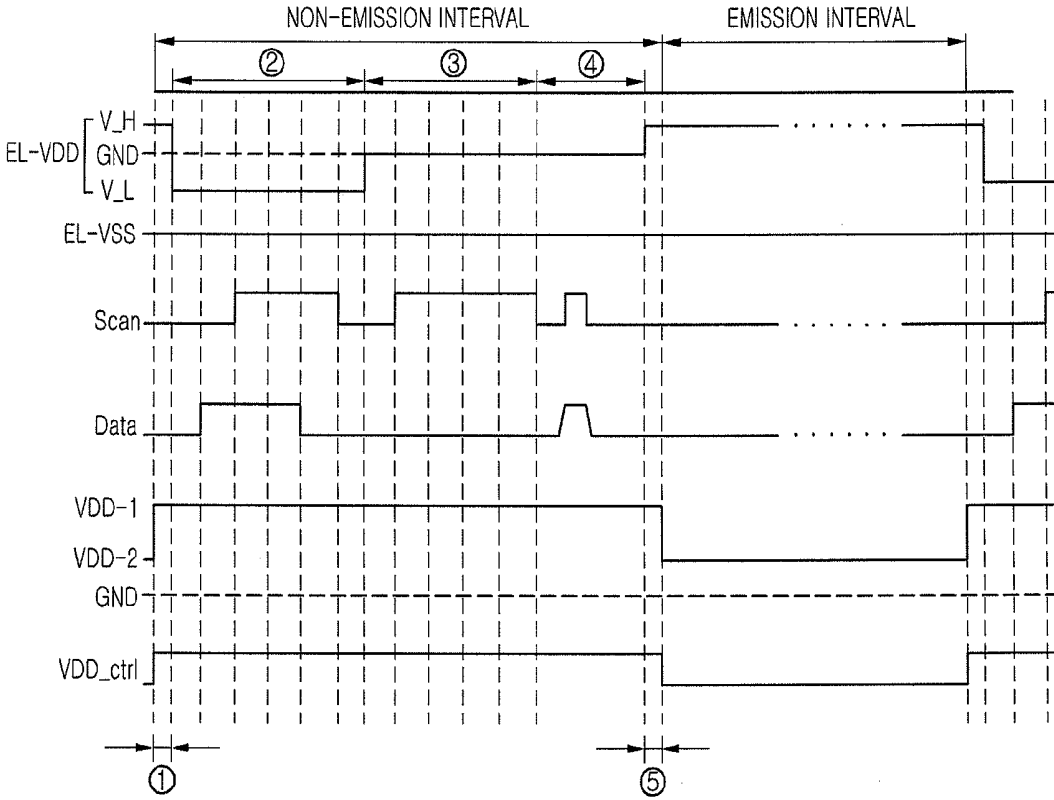 NON-EMISSION INTERVAL
EMISSION INTERVAL
②
③
④
EL-VDD
V_H
GND
V_L
EL-VSS
Scan
Data
VDD-1
VDD-2
GND
VDD_ctrl
①
⑤